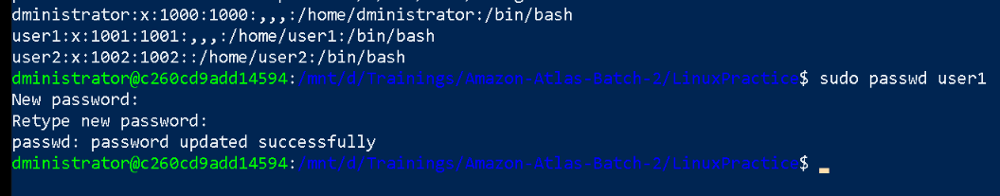 dministrator:x:1000:1000:,,,:/home/dministrator:/bin/bash
user1:x:1001:1001:,,,:/home/user1:/bin/bash
user2:x:1002:1002::/home/user2:/bin/bash
dministrator@c260cd9add14594:/mnt/d/Trainings/Amazon-Atlas-Batch-2/LinuxPractice$ sudo passwd user1
New password:
Retype new password:
passwd: password updated successfully
dministrator@c260cd9add14594:/mnt/d/Trainings/Amazon-Atlas-Batch-2/LinuxPractice$